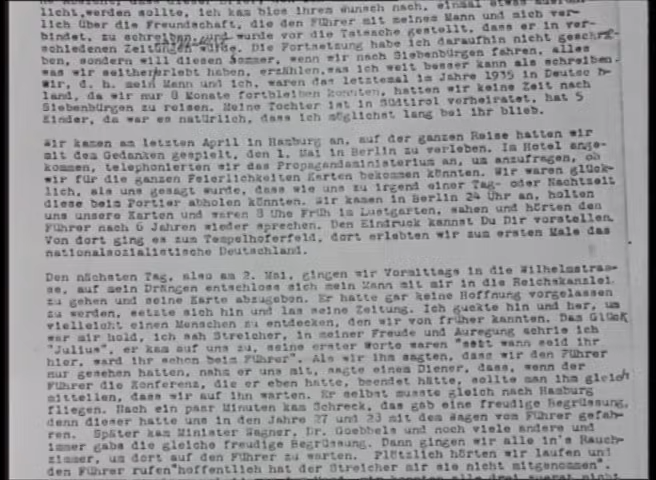 licht werden sollte, ich kam blos ihrem Wunsch nach, einmal etwas
lich über die Freundschaft, die den Führer mit meinem Mann und mich ver-
bindet, zu schreiben und wurde vor die Tatsache gestellt, dass er in ver-
schiedenen Zeitungen wurde. Die Fortsetzung habe ich daraufhin nicht geschrie-
ben, sondern will diesen Sommer, wenn wir nach Siebenbürgen fahren, alles
was wir seither erlebt haben, erzählen, was ich weit besser kann als schreiben.
Wir, d. h. mein Mann und ich, waren das letztemal im Jahre 1935 in Deutsch-
land, da wir nur 8 Monate fortbleiben konnten, hatten wir keine Zeit nach
Siebenbürgen zu reisen. Meine Tochter ist in Südtirol verheiratet, hat 5
Kinder, da war es natürlich, dass ich möglichst lang bei ihr blieb.
Wir kamen am letzten April in Hamburg an, auf der ganzen Reise hatten wir
mit dem Gedanken gespielt, den 1. Mai in Berlin zu verleben. Im Hotel ange-
kommen, telephonierten wir das Propagandaministerium an, um anzufragen, ob
wir für die ganzen Feierlichkeiten Karten bekommen könnten. Wir waren glück-
lich, als uns gesagt wurde, dass wie uns zu irgend einer Tag- oder Nachtzeit
diese beim Portier abholen könnten. Wir kamen in Berlin 24 Uhr an, holten
uns unsere Karten und waren 8 Uhe Früh im Lustgarten, sahen und hörten den
Führer nach 6 Jahren wieder sprechen. Den Eindruck kannst Du Dir vorstellen.
Von dort ging es zum Tempelhoferfeld, dort erlebten wir zum ersten Male das
nationalsozialistische Deutschland.
Den nächsten Tag, also am 2. Mai, gingen wir Vormittags in die Wilhelmstras-
se, auf mein Drängen entschloss sich mein Mann mit mir in die Reichskanzlei
zu gehen und seine Karte abzugeben. Er hatte gar keine Hoffnung vorgelassen
zu werden, setzte sich hin und las seine Zeitung. Ich guckte hin und her, um
vielleicht einen Menschen zu entdecken, den wir von früher kannten. Das Glück
war mir hold, ich sah Streicher, in meiner Freude und Auregung schrie ich
"Julius", er kam auf uns zu, seine erster Worte waren "seit wann seid ihr
hier, ward ihr schon beim Führer". Als wir ihm sagten, dass wir den Führer
nur gesehen hatten, nahm er uns mit, sagte einem Diener, dass, wenn der
Führer die Konferenz, die er eben hatte, beendet hätte, sollte man ihm gleich
mitteilen, dass wir auf ihn warten. Er selbst musste gleich nach Hamburg
fliegen. Nach ein paar Minuten kam Schreck, das gab eine freudige Begrüssung,
denn dieser hatte uns in den Jahre 27 und 23 mit dem Wagen vom Führer gefah-
ren. Später kam Minister Wagner, Dr. Goebbels und noch viele andere und
immer gabs die gleiche freudige Begrüssung. Dann gingen wir alle in's Rauch-
zimmer, um dort auf den Führer zu warten. Plötzlich hörten wir laufen und
den Führer rufen "hoffentlich hat der Streicher mir sie nicht mitgenommen".